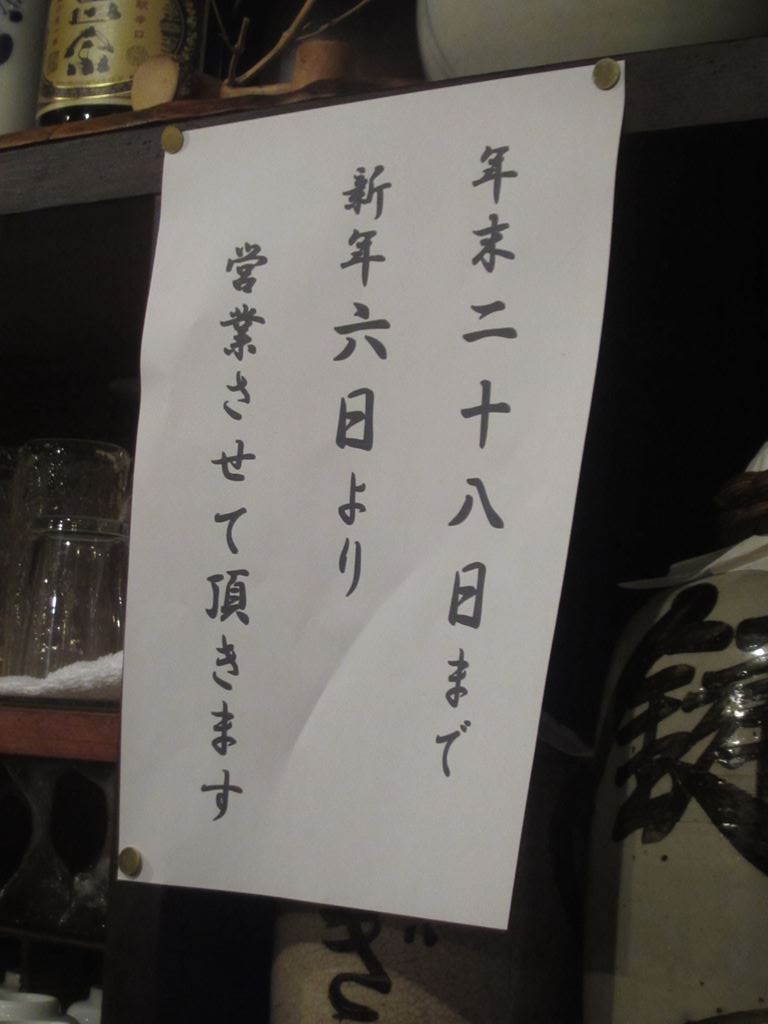 年末二十八日まで
新年六日より
営業させて頂きます